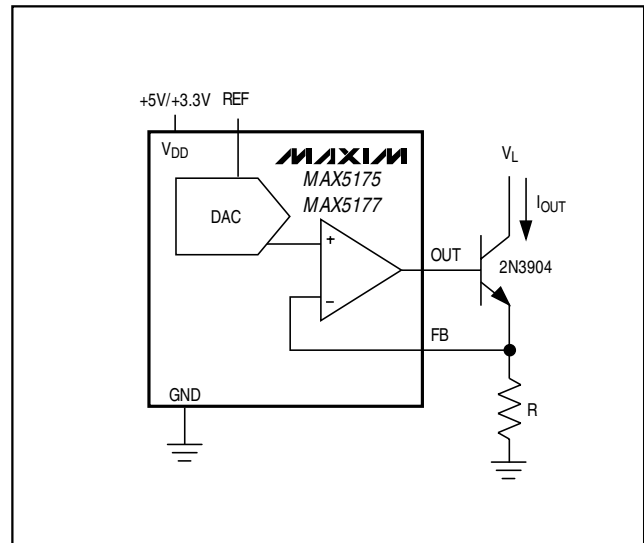 +5V/+3.3V REF
VDD
MAXIM
MAX5175
MAX5177
DAC
+
−
OUT
FB
GND
VL
IOUT
2N3904
R